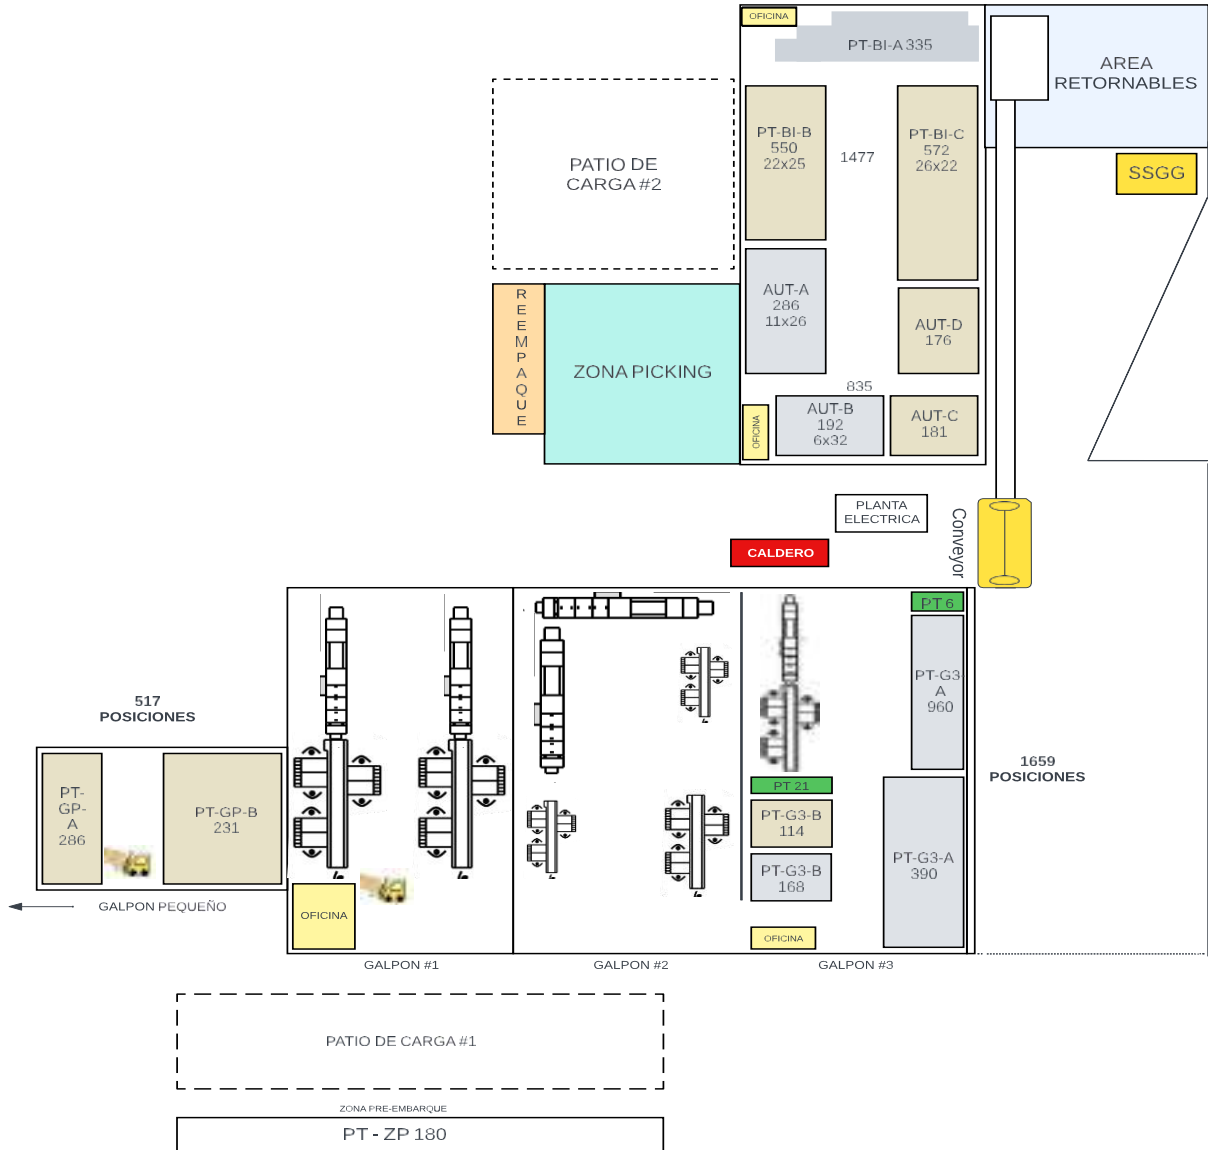 OFICINA
PT-BI-A 335
AREA
RETORNABLES
PATIO DE
CARGA #2
PT-BI-B
550
22x25
1477
PT-BI-C
572
26x22
SSGG
REEMPAQUE
ZONA PICKING
AUT-A
286
11x26
AUT-D
176
835
OFICINA
AUT-B
192
6x32
AUT-C
181
PLANTA
ELECTRICA
CALDERO
Conveyor
PT 6
PT-G3-
A
960
517
POSICIONES
1659
POSICIONES
PT-
GP-
A
286
PT-GP-B
231
PT 21
PT-G3-B
114
PT-G3-B
168
PT-G3-A
390
GALPON PEQUEÑO
OFICINA
OFICINA
GALPON #1
GALPON #2
GALPON #3
PATIO DE CARGA #1
ZONA PRE-EMBARQUE
PT - ZP 180